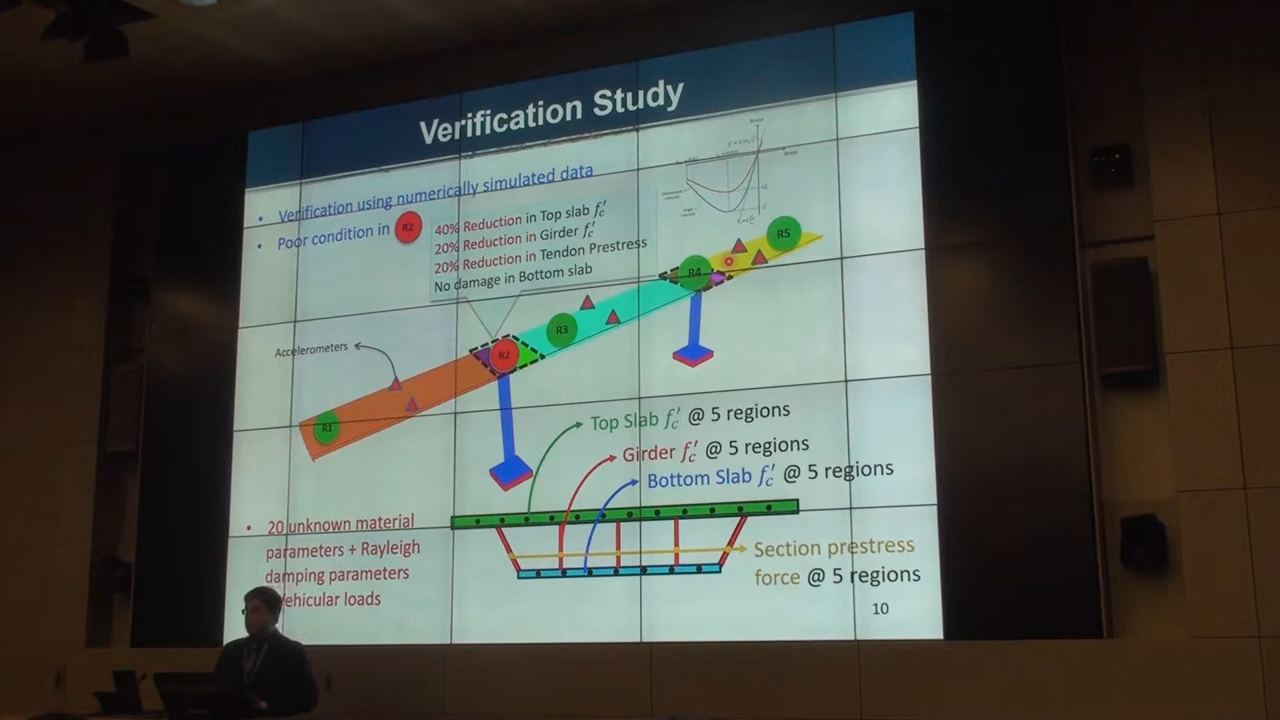 Verification Study
• Verification using numerically simulated data
• Poor condition in R2
40% Reduction in Top slab f′c
20% Reduction in Girder f′c
20% Reduction in Tendon Prestress
No damage in Bottom slab
R5
R4
R3
R2
R1
Accelerometers
Top Slab f′c @ 5 regions
Girder f′c @ 5 regions
Bottom Slab f′c @ 5 regions
• 20 unknown material
parameters + Rayleigh
damping parameters
vehicular loads
Section prestress
force @ 5 regions
10